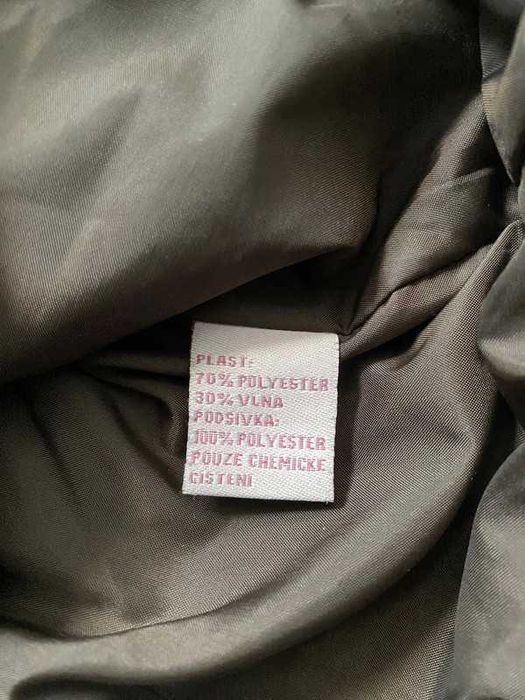 PLAST:
70% POLYESTER
30% VLNA
PODSIVKA:
100% POLYESTER
POUZE CHEMICKE
CISTENI